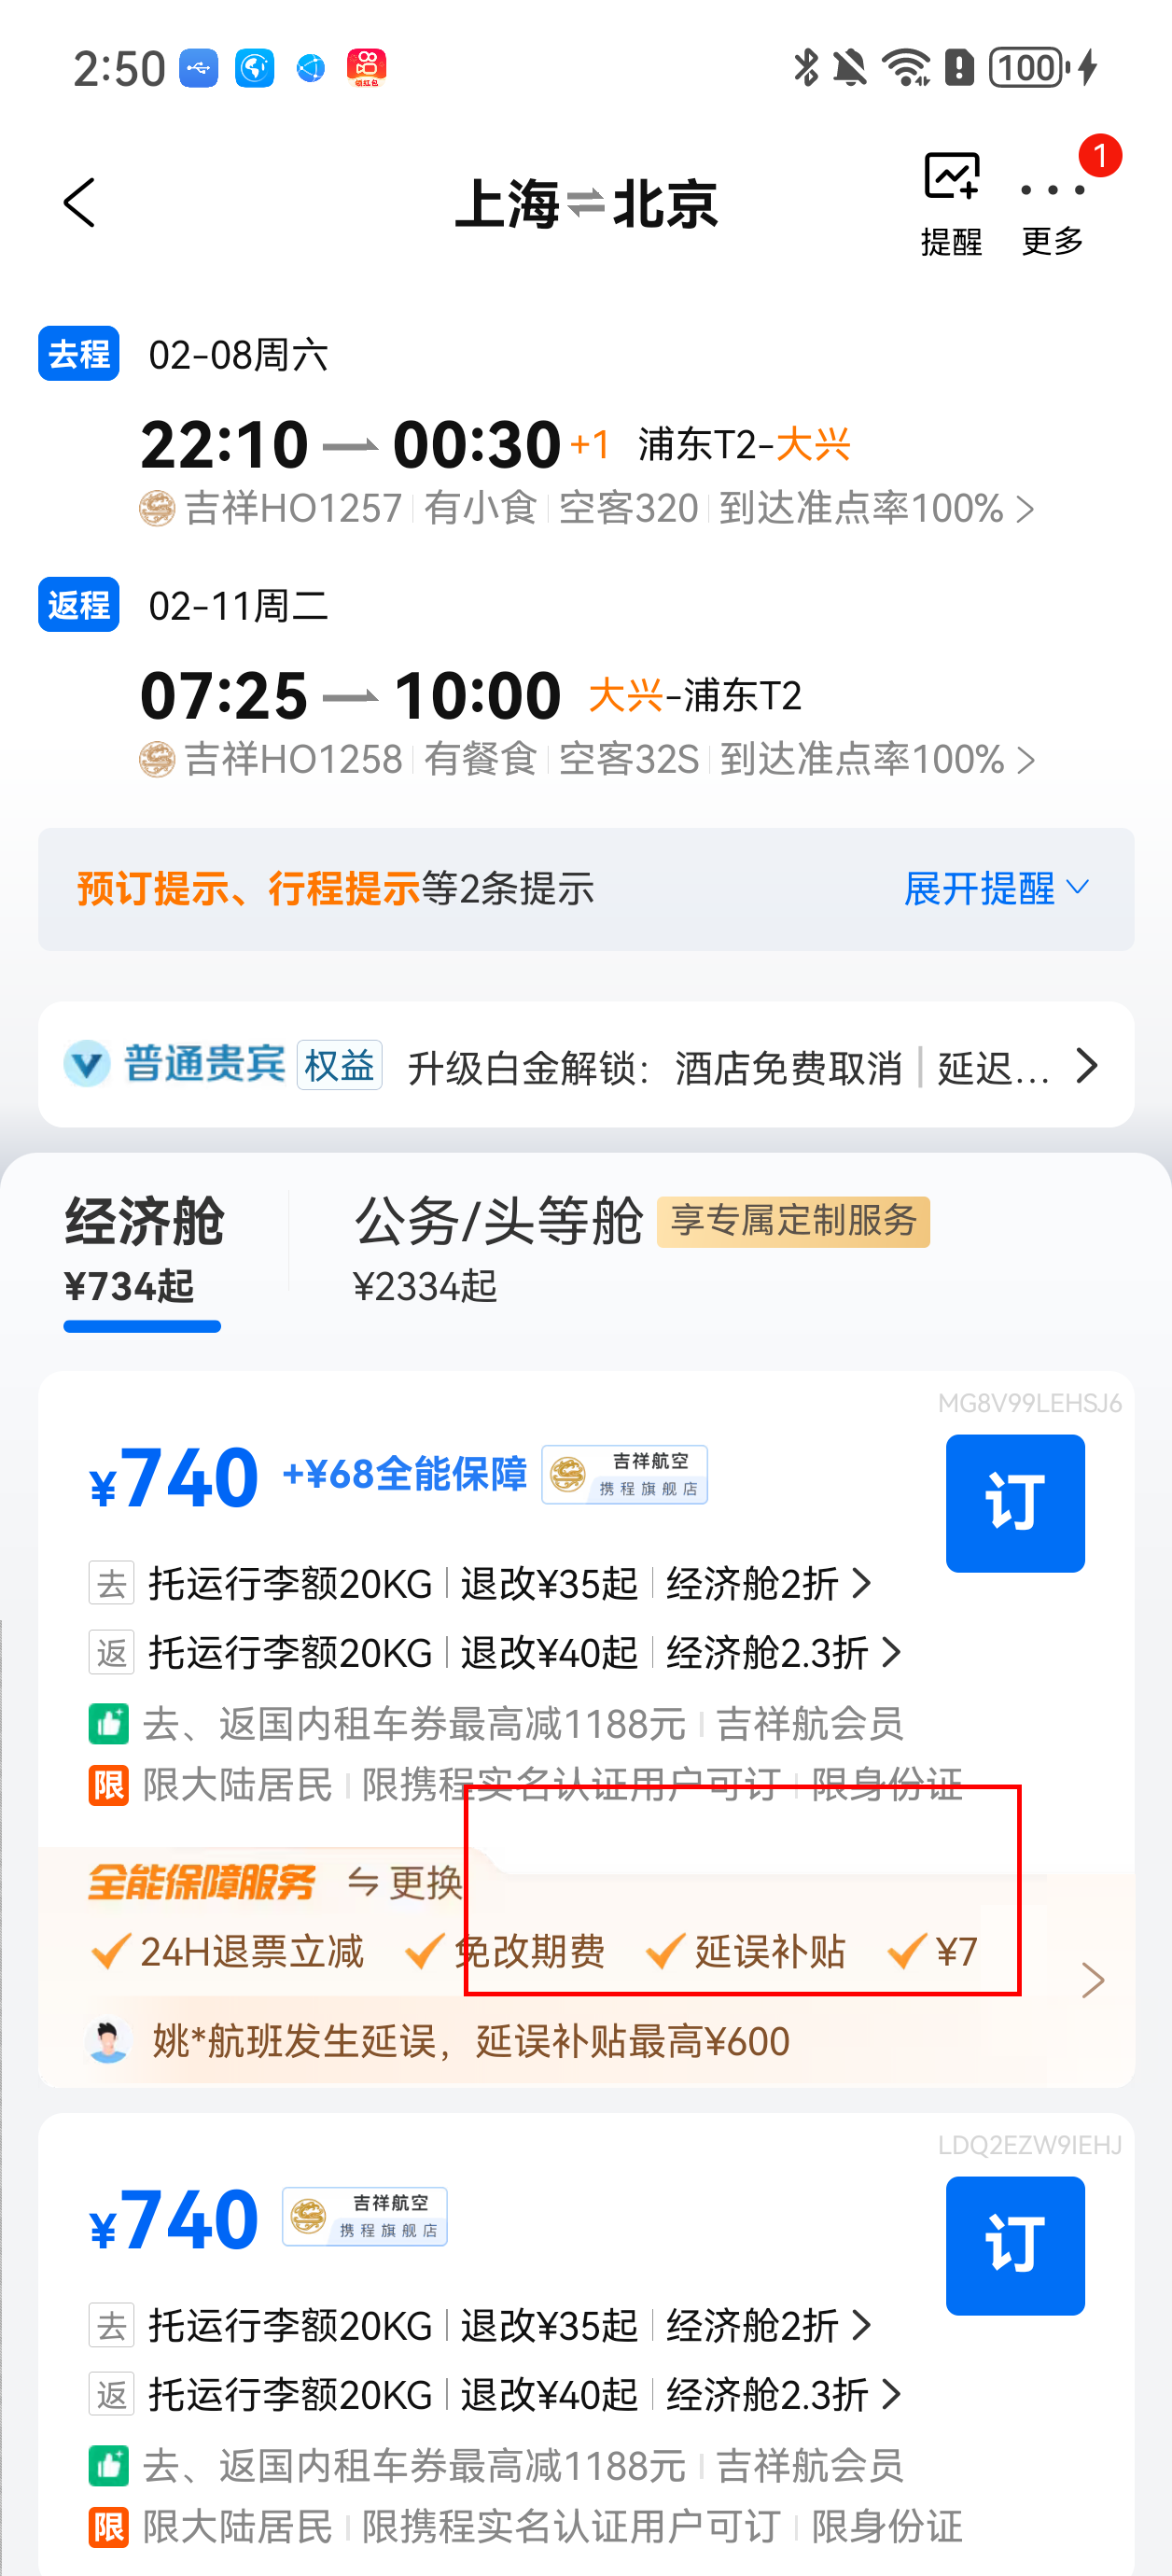 2:50
100
上海⇌北京
1
提醒 更多
去程 02-08周六
22:10 00:30 +1 浦东T2-大兴
吉祥HO1257 有小食 空客320 到达准点率100%
返程 02-11周二
07:25 10:00 大兴-浦东T2
吉祥HO1258 有餐食 空客32S 到达准点率100%
预订提示、行程提示等2条提示 展开提醒
普通贵宾 权益 升级白金解锁：酒店免费取消 | 延迟...
经济舱 公务/头等舱 享专属定制服务
¥734起 ¥2334起
MG8V99LEHSJ6
¥740 +¥68全能保障 吉祥航空 携程旗舰店 订
去 托运行李额20KG 退改¥35起 经济舱2折
返 托运行李额20KG 退改¥40起 经济舱2.3折
去、返国内租车券最高减1188元 吉祥航会员
限 限大陆居民 限携程实名认证用户可订 限身份证
全能保障服务 更换
24H退票立减 免改期费 延误补贴 ¥7
姚*航班发生延误，延误补贴最高¥600
LDQ2EZW9IEHJ
¥740 吉祥航空 携程旗舰店 订
去 托运行李额20KG 退改¥35起 经济舱2折
返 托运行李额20KG 退改¥40起 经济舱2.3折
去、返国内租车券最高减1188元 吉祥航会员
限 限大陆居民 限携程实名认证用户可订 限身份证